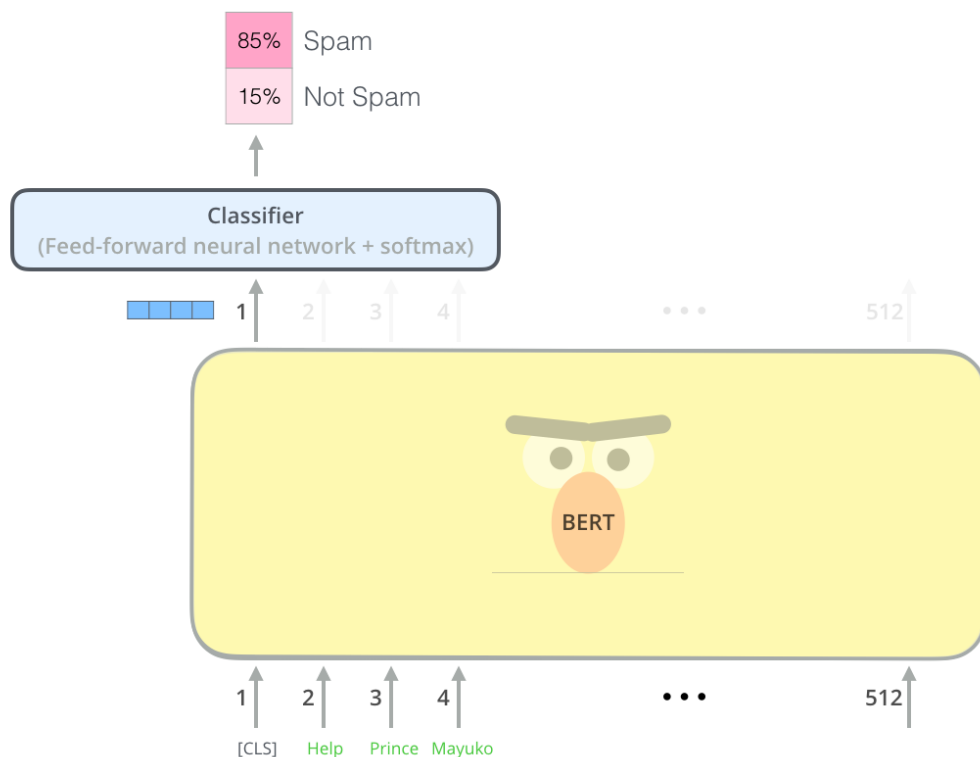 85% Spam
15% Not Spam
Classifier
(Feed-forward neural network + softmax)
1 2 3 4 ••• 512
BERT
1 2 3 4 ••• 512
[CLS] Help Prince Mayuko